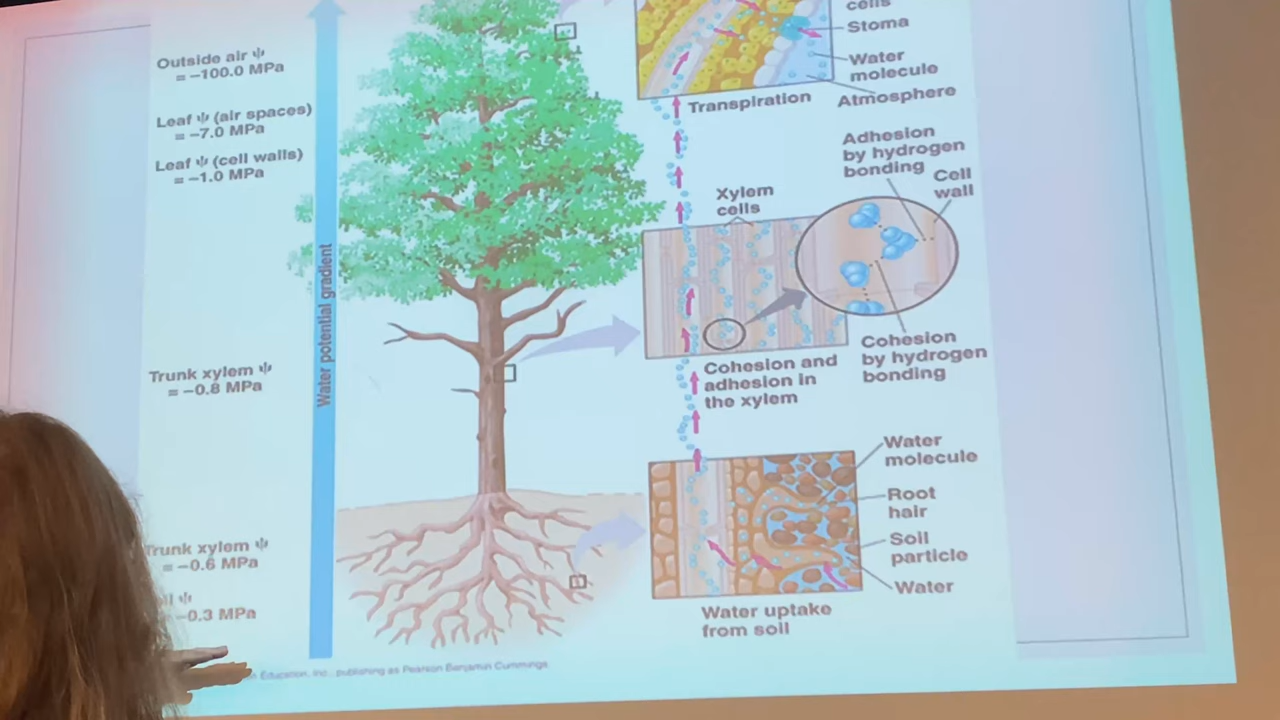 Outside air ψ
= –100.0 MPa
Leaf ψ (air spaces)
= –7.0 MPa
Leaf ψ (cell walls)
= –1.0 MPa
Trunk xylem ψ
= –0.8 MPa
Trunk xylem ψ
= –0.6 MPa
ψ
–0.3 MPa
Water potential gradient
cells
Stoma
Water
molecule
Atmosphere
Transpiration
Adhesion
by hydrogen
bonding
Cell
wall
Xylem
cells
Cohesion and
adhesion in
the xylem
Cohesion
by hydrogen
bonding
Water
molecule
Root
hair
Soil
particle
Water
Water uptake
from soil
Education, Inc., publishing as Pearson Benjamin Cummings